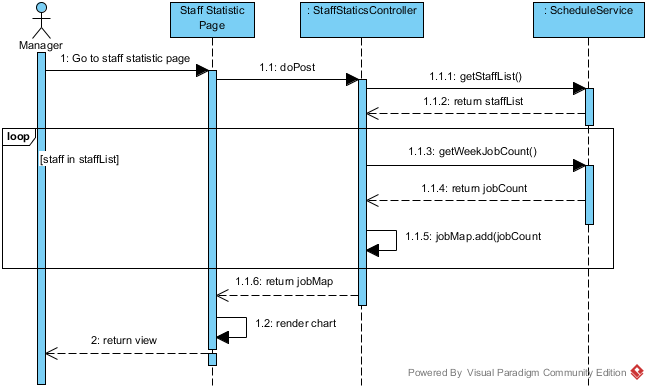 Staff Statistic
Page
: StaffStaticsController
: ScheduleService
Manager
1: Go to staff statistic page
1.1: doPost
1.1.1: getStaffList()
1.1.2: return staffList
loop
[staff in staffList]
1.1.3: getWeekJobCount()
1.1.4: return jobCount
1.1.5: jobMap.add(jobCount
1.1.6: return jobMap
1.2: render chart
2: return view
Powered By Visual Paradigm Community Edition